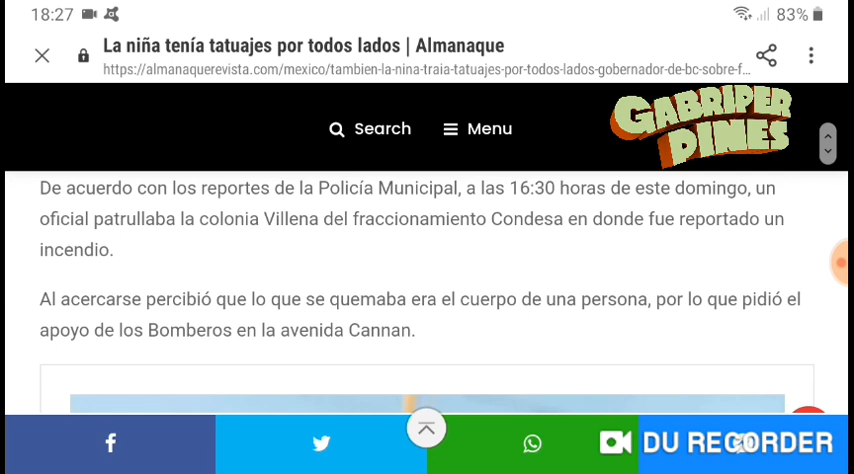 18:27
83%
La niña tenía tatuajes por todos lados | Almanaque
https://almanaquerevista.com/mexico/tambien-la-nina-traia-tatuajes-por-todos-lados-gobernador-de-bc-sobre-f...
Search Menu
GABRIPER
PINES
De acuerdo con los reportes de la Policía Municipal, a las 16:30 horas de este domingo, un
oficial patrullaba la colonia Villena del fraccionamiento Condesa en donde fue reportado un
incendio.
Al acercarse percibió que lo que se quemaba era el cuerpo de una persona, por lo que pidió el
apoyo de los Bomberos en la avenida Cannan.
DU RECORDER